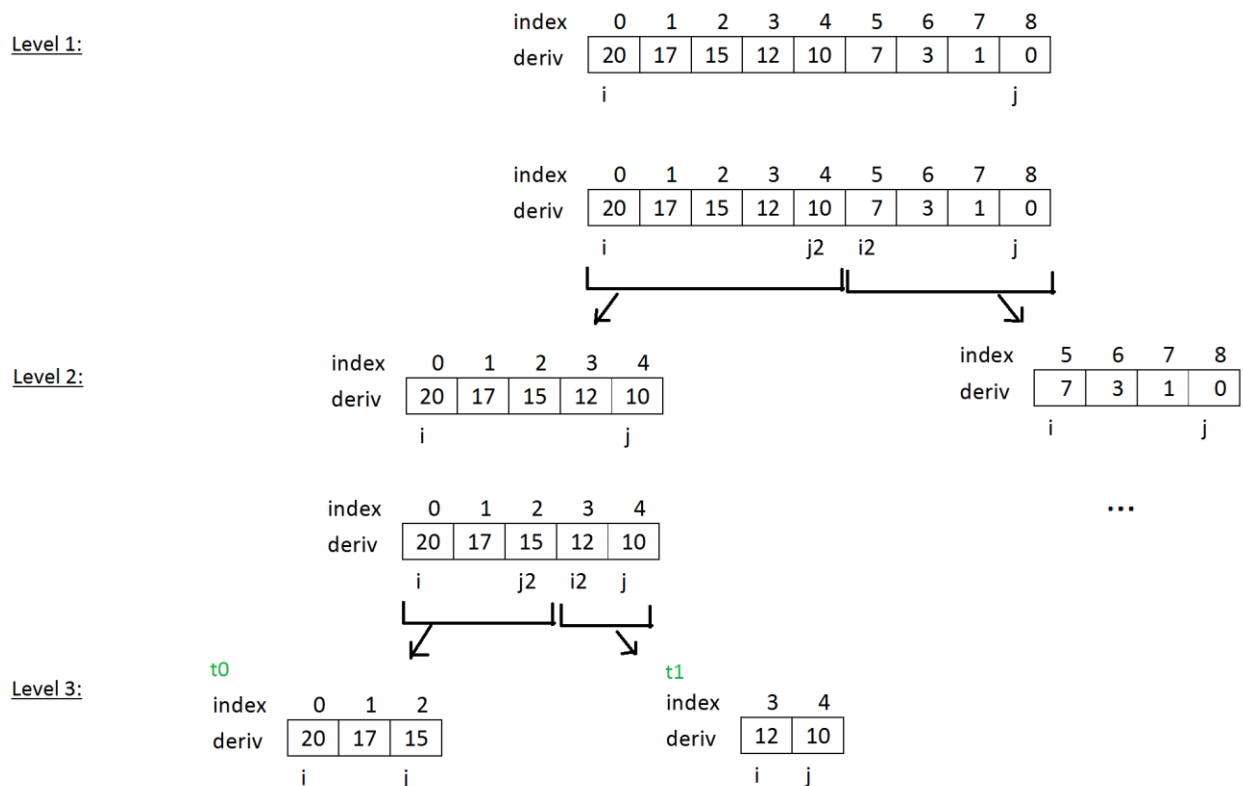 index 0 1 2 3 4 5 6 7 8
Level 1:
deriv 20 17 15 12 10 7 3 1 0
i j
index 0 1 2 3 4 5 6 7 8
deriv 20 17 15 12 10 7 3 1 0
i j2 i2 j
Level 2:
index 0 1 2 3 4
deriv 20 17 15 12 10
i j
index 5 6 7 8
deriv 7 3 1 0
i j
index 0 1 2 3 4
deriv 20 17 15 12 10
i j2 i2 j
...
Level 3:
t0
index 0 1 2
deriv 20 17 15
i j
t1
index 3 4
deriv 12 10
i j